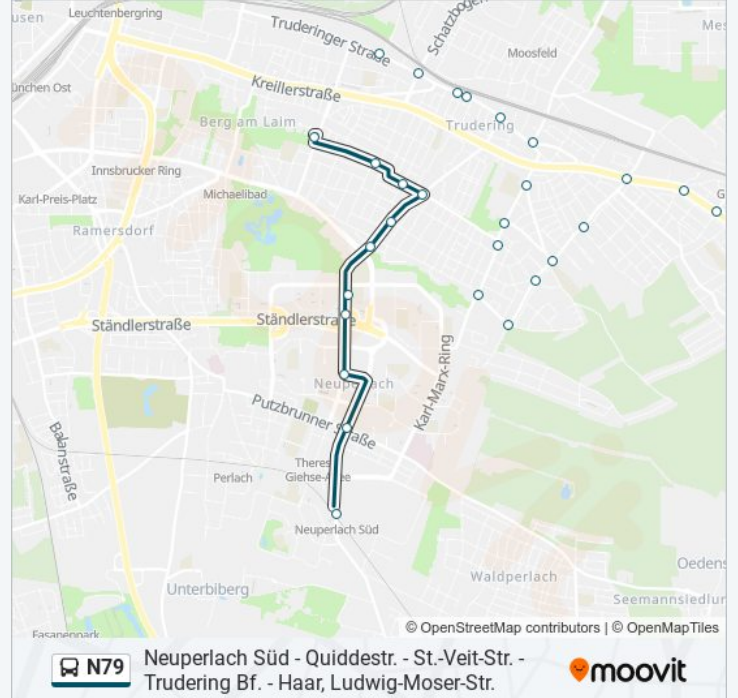 Leuchtenbergring
usen
Truderinger Straße
Schatzbogen
Moosfeld
Mes
ünchen Ost
Kreillerstraße
Berg am Laim
Trudering
Innsbrucker Ring
Karl-Preis-Platz
Michaelibad
G
Ramersdorf
Ständlerstraße
Ständlerstraße
Karl-Marx-Ring
Neuperlach
Putzbrunner Straße
Balanstraße
Perlach
Therese-
Giehse-Allee
Neuperlach Süd
Oedens
Waldperlach
Unterbiberg
Seemannsiedlun
Fasanenpark
© OpenStreetMap contributors | © OpenMapTiles
N79
Neuperlach Süd - Quiddestr. - St.-Veit-Str. -
Trudering Bf. - Haar, Ludwig-Moser-Str.
moovit